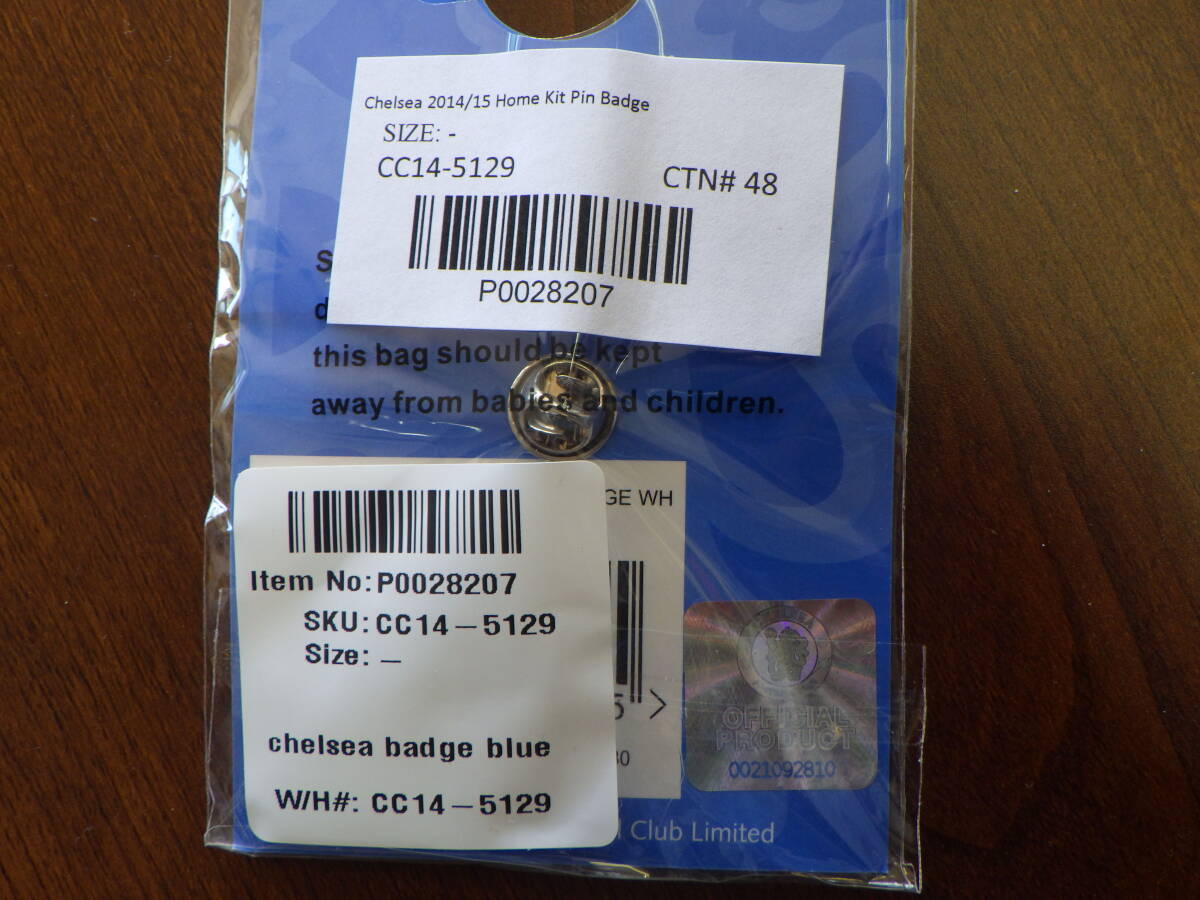 Chelsea 2014/15 Home Kit Pin Badge
SIZE: -
CC14-5129
CTN# 48
P0028207
this bag should be kept
away from babies and children.
GE WH
Item No:P0028207
SKU:CC14-5129
Size: -
5 >
chelsea badge blue
W/H#: CC14-5129
OFFICIAL
PRODUCT
0021092810
Club Limited